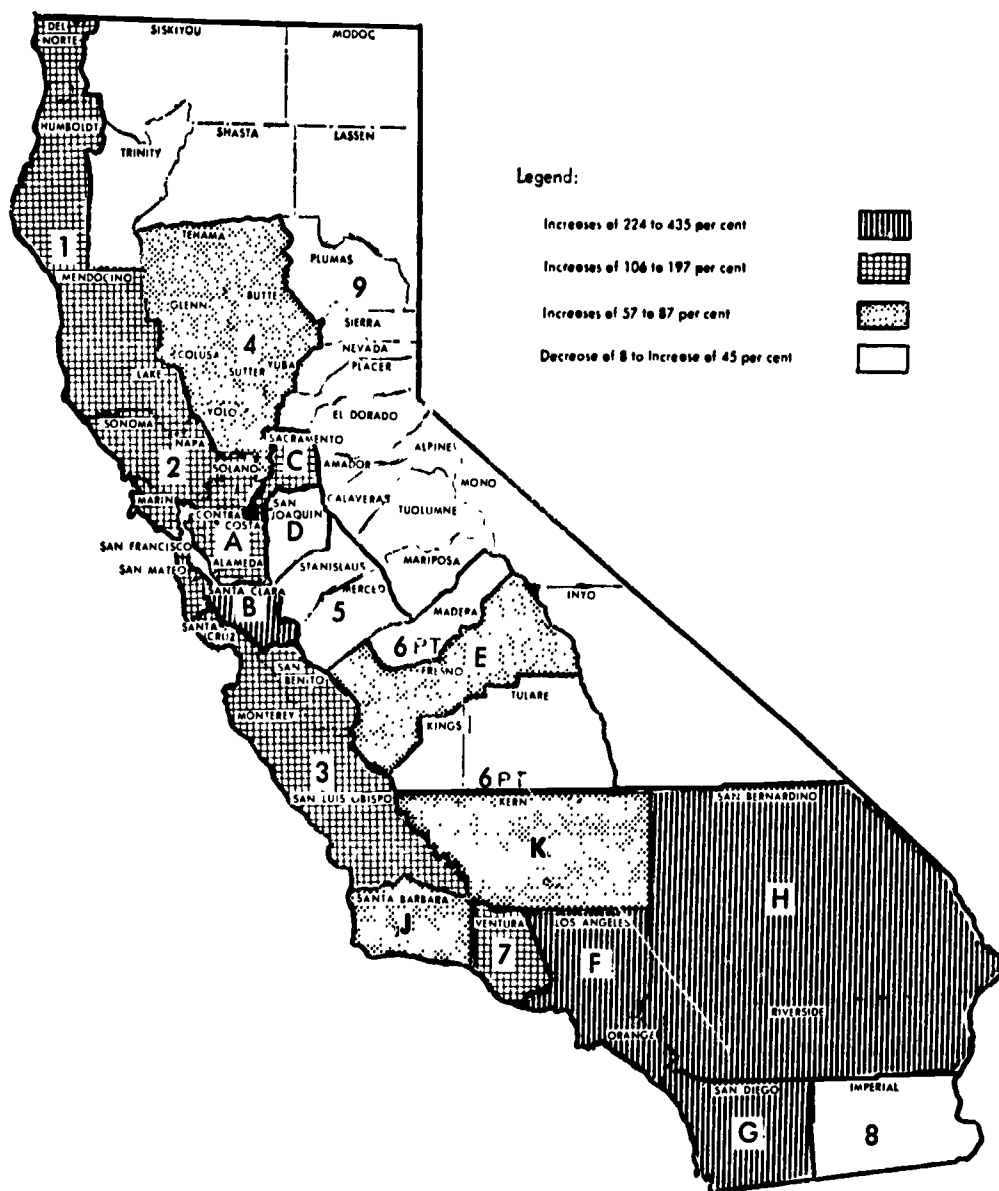 DEL
NORTE
SISKIYOU
MODOC
HUMBOLDT
TRINITY
SHASTA
LASSEN
Legend:
Increases of 224 to 435 per cent
Increases of 106 to 197 per cent
Increases of 57 to 87 per cent
Decrease of 8 to Increase of 45 per cent
1
TEHAMA
PLUMAS
9
MENDOCINO
GLENN
BUTTE
SIERRA
4
COLUSA
NEVADA
LAKE
SUTTER
YUBA
PLACER
YOLO
EL DORADO
SONOMA
NAPA
SACRAMENTO
ALPINE
2
SOLANO
C
AMADOR
MONO
MARIN
CALAVERAS
CONTRA
COSTA
SAN
JOAQUIN
TUOLUMNE
A
D
SAN FRANCISCO
ALAMEDA
STANISLAUS
MARIPOSA
SAN MATEO
SANTA CLARA
MERCED
INYO
B
5
MADERA
SANTA
CRUZ
6 PT
E
SAN
BENITO
FRESNO
TULARE
MONTEREY
KINGS
3
6 PT
SAN LUIS OBISPO
KERN
SAN BERNARDINO
K
H
SANTA BARBARA
J
VENTURA
7
LOS ANGELES
F
RIVERSIDE
ORANGE
SAN DIEGO
IMPERIAL
G
8